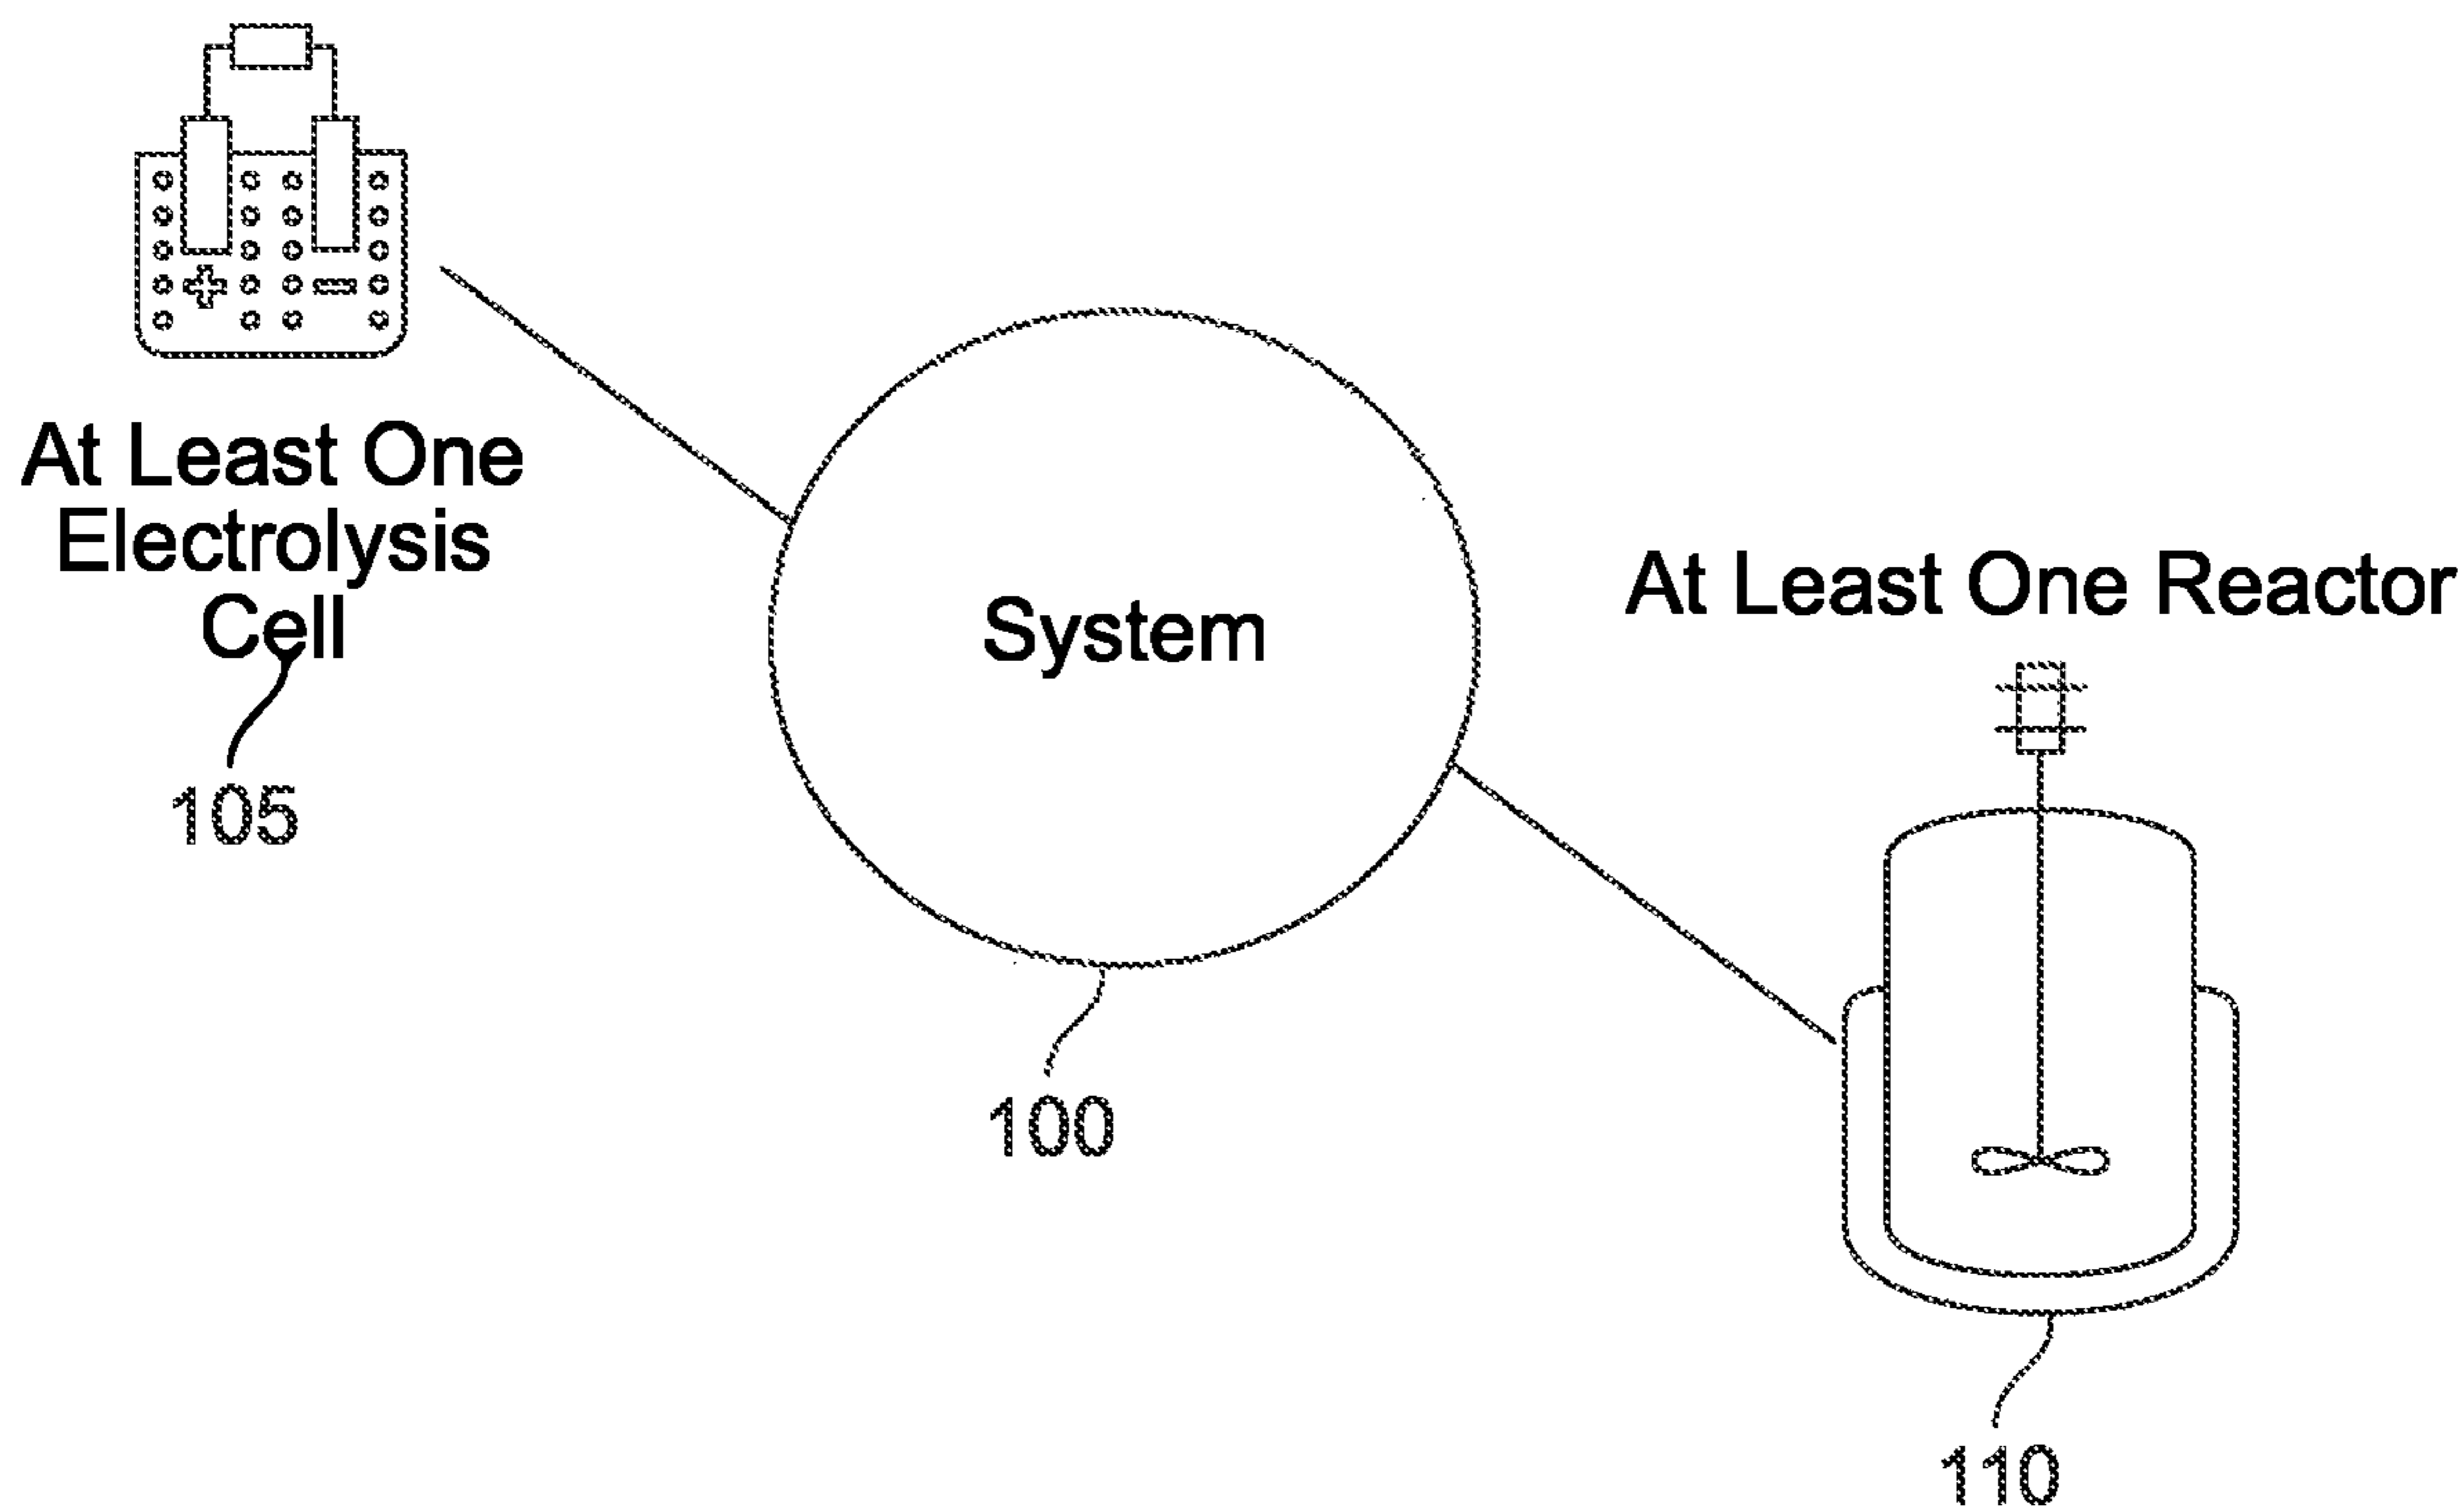 At Least One
Electrolysis
Cell
105
System
100
At Least One Reactor
110